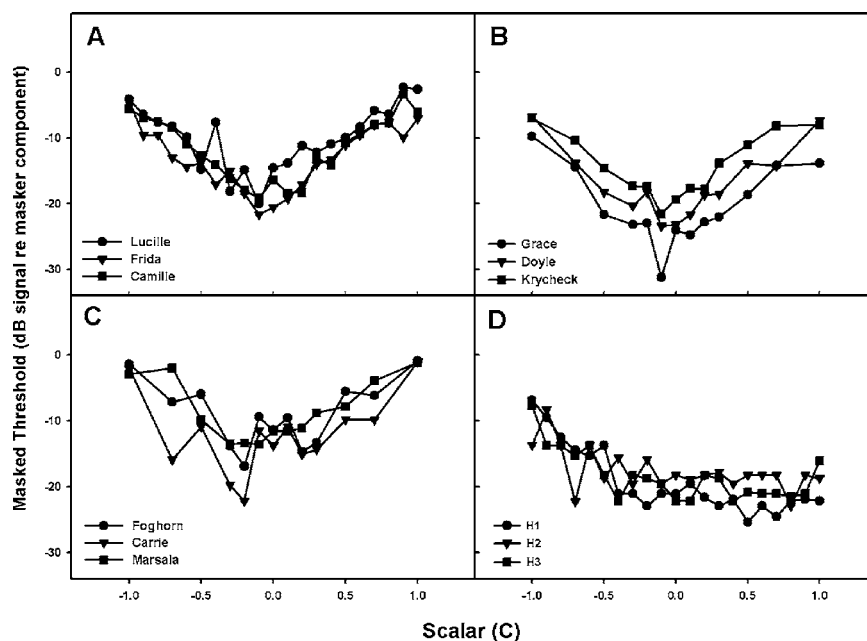 A
B
0
-10
-20
-30
Lucille
Frida
Camille
Grace
Doyle
Krycheck
C
D
0
-10
-20
-30
Foghorn
Carrie
Marsala
H1
H2
H3
-1.0 -0.5 0.0 0.5 1.0
-1.0 -0.5 0.0 0.5 1.0
Masked Threshold (dB signal re masker component)
Scalar (C)